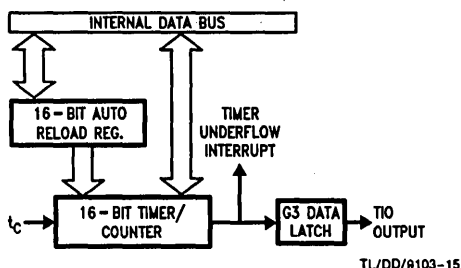 INTERNAL DATA BUS
16-BIT AUTO
RELOAD REG.
TIMER
UNDERFLOW
INTERRUPT
tC
16-BIT TIMER/
COUNTER
G3 DATA
LATCH
TIO
OUTPUT
TL/DD/9103-15